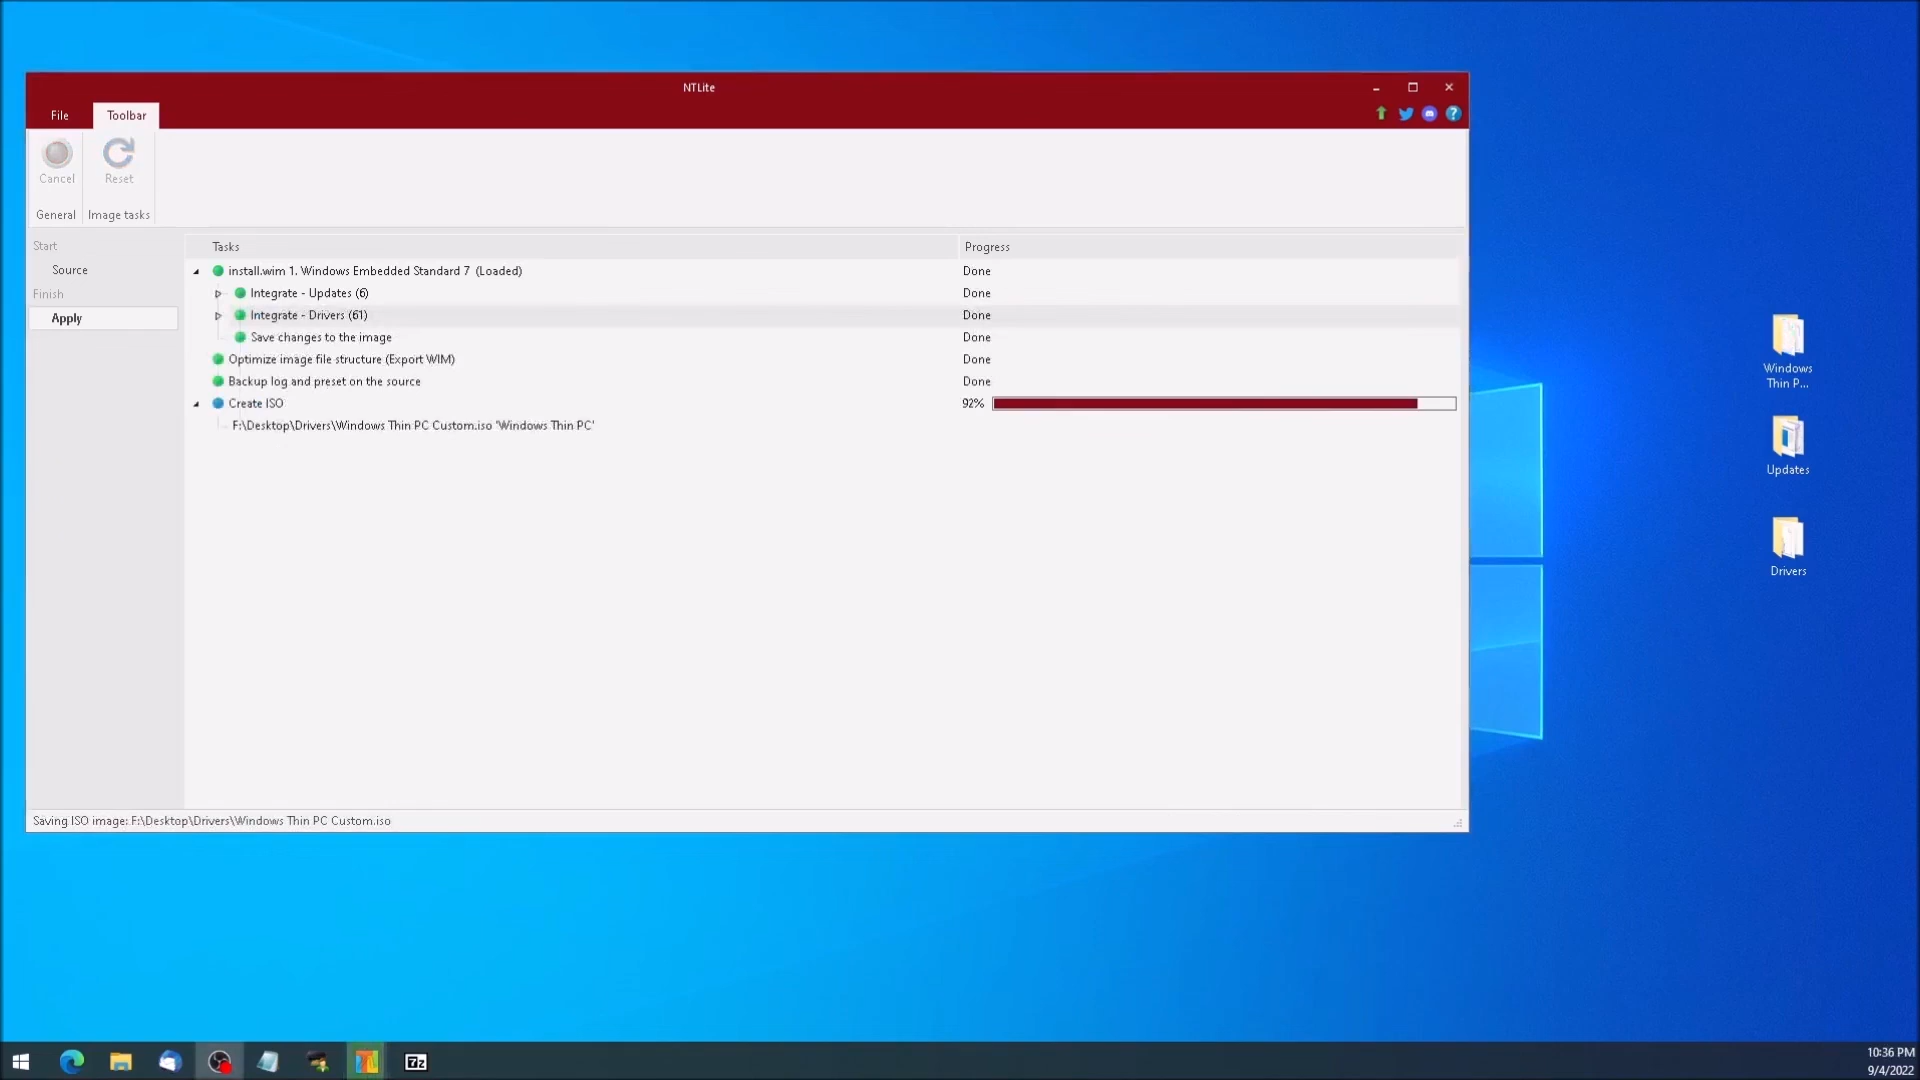 NTLite
File
Toolbar
Cancel
Reset
General
Image tasks
Start
Source
Finish
Apply
Tasks
Progress
install.wim 1. Windows Embedded Standard 7 (Loaded)
Done
Integrate - Updates (6)
Done
Integrate - Drivers (61)
Done
Save changes to the image
Done
Optimize image file structure (Export WIM)
Done
Backup log and preset on the source
Done
Create ISO
92%
F:\Desktop\Drivers\Windows Thin PC Custom.iso 'Windows Thin PC'
Saving ISO image: F:\Desktop\Drivers\Windows Thin PC Custom.iso
Windows
Thin P...
Updates
Drivers
7z
10:36 PM
9/4/2022